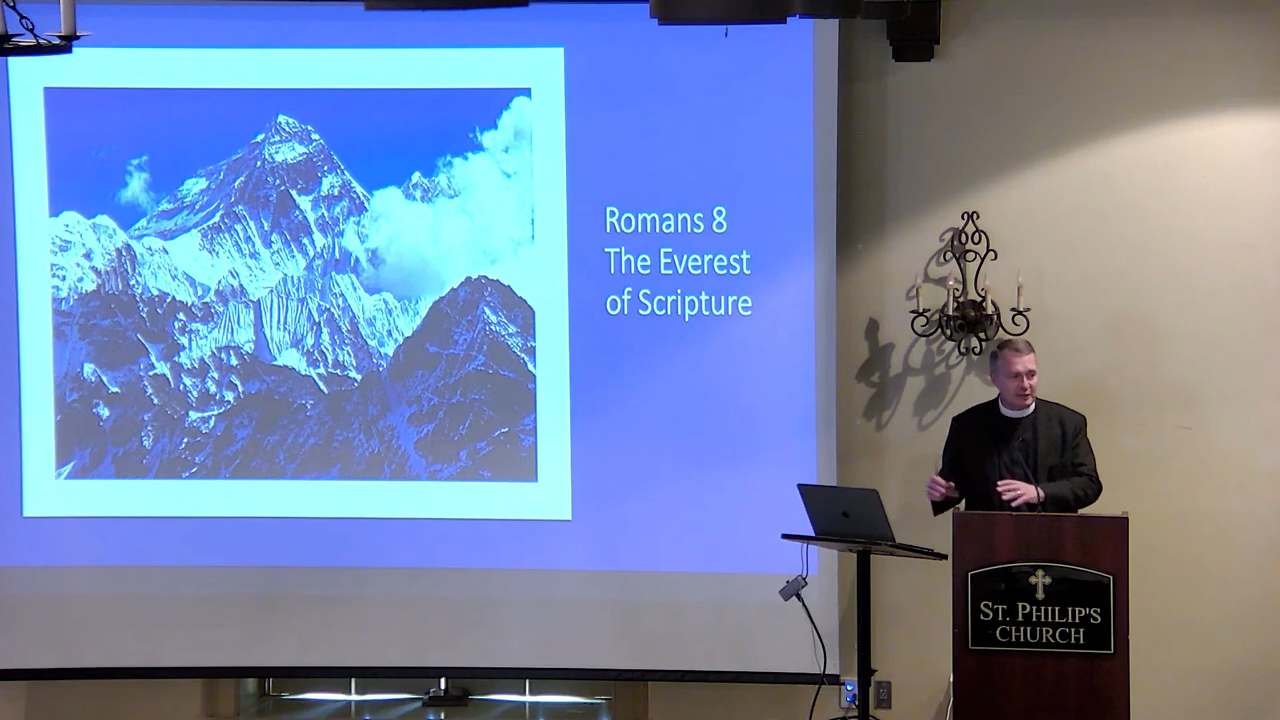 Romans 8
The Everest
of Scripture
ST. PHILIP'S
CHURCH